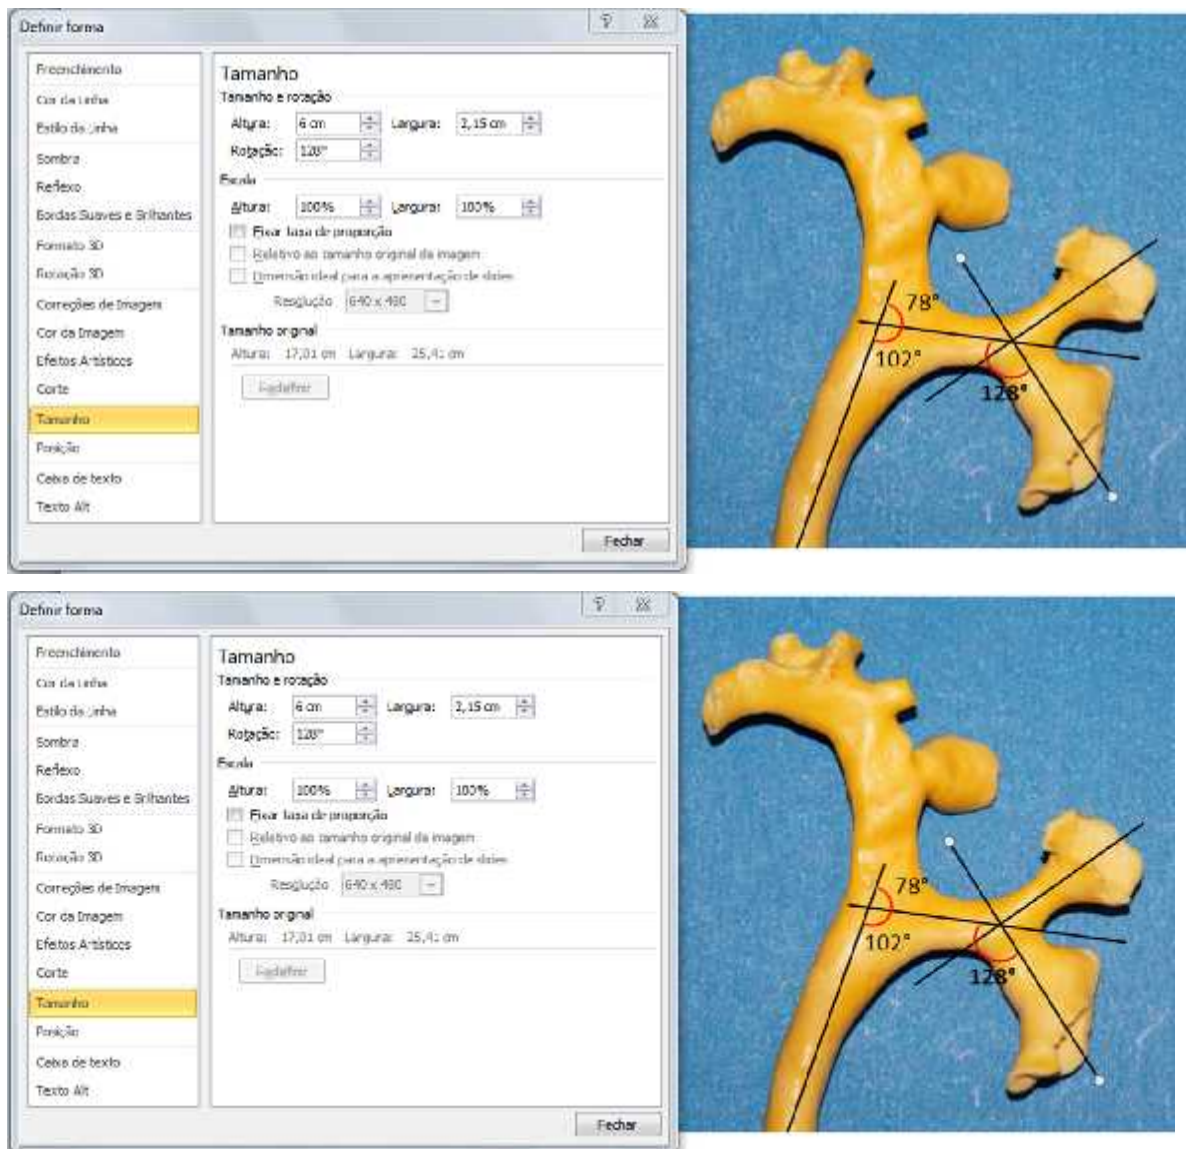 Definir forma
Preenchimento
Cor da Linha
Estilo da Linha
Sombra
Reflexo
Bordas Suaves e Brilhantes
Formato 3D
Rotação 3D
Correções de Imagem
Cor da Imagem
Efeitos Artísticos
Corte
Tamanho
Posição
Caixa de texto
Texto Alt
Tamanho
Tamanho e rotação
Altura: 6 cm Largura: 2,15 cm
Rotação: 128°
Escala
Altura: 100% Largura: 100%
Fixar taxa de proporção
Relativo ao tamanho original da imagem
Dimensão ideal para a apresentação de slides
Resolução 640 x 480
Tamanho original
Altura: 17,01 cm Largura: 25,41 cm
Redefinir
Fechar
78°
102°
128°
Definir forma
Preenchimento
Cor da Linha
Estilo da Linha
Sombra
Reflexo
Bordas Suaves e Brilhantes
Formato 3D
Rotação 3D
Correções de Imagem
Cor da Imagem
Efeitos Artísticos
Corte
Tamanho
Posição
Caixa de texto
Texto Alt
Tamanho
Tamanho e rotação
Altura: 6 cm Largura: 2,15 cm
Rotação: 128°
Escala
Altura: 100% Largura: 100%
Fixar taxa de proporção
Relativo ao tamanho original da imagem
Dimensão ideal para a apresentação de slides
Resolução 640 x 480
Tamanho original
Altura: 17,01 cm Largura: 25,41 cm
Redefinir
Fechar
78°
102°
128°